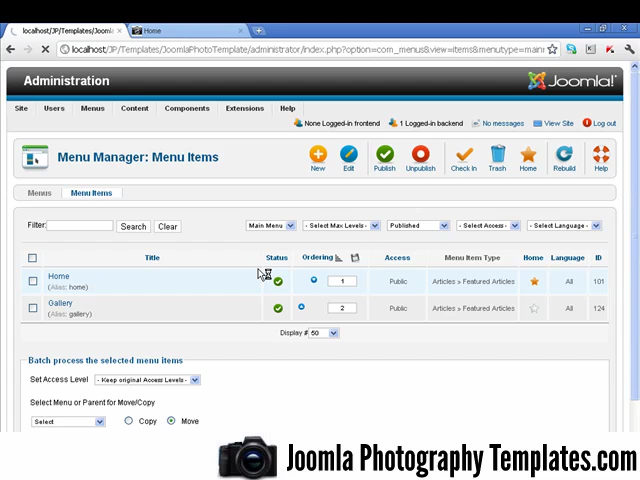 localhost/JP/Templates/Jooml
Home
localhost/JP/Templates/JoomlaPhotoTemplate/administrator/index.php?option=com_menus&view=items&menutype=main
Administration
Joomla!
Site Users Menus Content Components Extensions Help
None Logged-in frontend 1 Logged-in backend No messages View Site Log out
Menu Manager: Menu Items
New Edit Publish Unpublish Check In Trash Home Rebuild Help
Menus Menu Items
Filter: Search Clear Main Menu - Select Max Levels - Published - Select Access - - Select Language -
Title Status Ordering Access Menu Item Type Home Language ID
Home 1 Public Articles » Featured Articles All 101
(Alias: home)
Gallery 2 Public Articles » Featured Articles All 124
(Alias: gallery)
Display # 50
Batch process the selected menu items
Set Access Level - Keep original Access Levels -
Select Menu or Parent for Move/Copy
Select Copy Move
Joomla Photography Templates.com